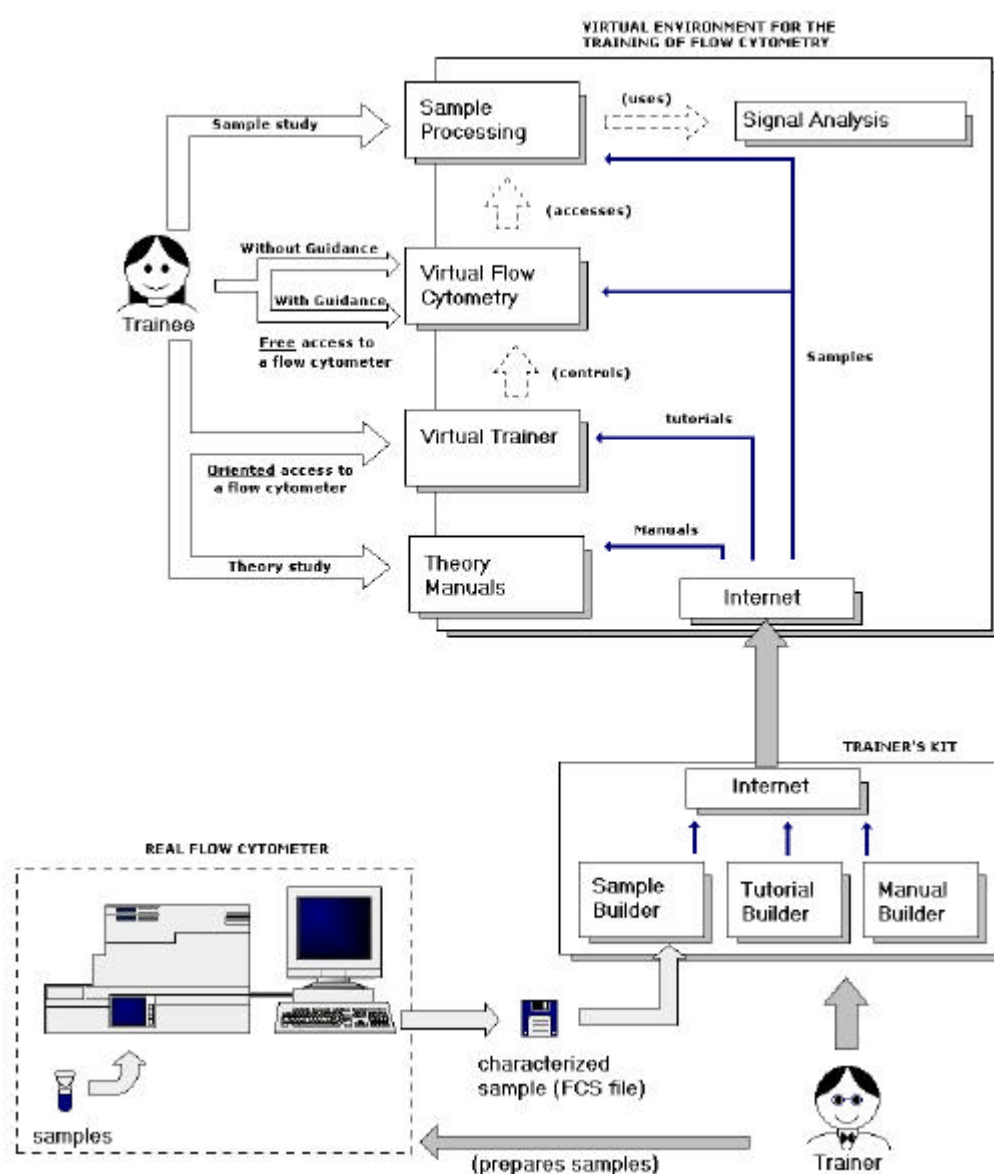 VIRTUAL ENVIRONMENT FOR THE
TRAINING OF FLOW CYTOMETRY
Sample
Processing
(uses)
Signal Analysis
Sample study
(accesses)
Without Guidance
Virtual Flow
Cytometry
With Guidance
Trainee
Free access to
a flow cytometer
(controls)
Samples
Virtual Trainer
tutorials
Oriented access to
a flow cytometer
Manuals
Theory study
Theory
Manuals
Internet
TRAINER'S KIT
Internet
REAL FLOW CYTOMETER
Sample
Builder
Tutorial
Builder
Manual
Builder
characterized
sample (FCS file)
samples
(prepares samples)
Trainer